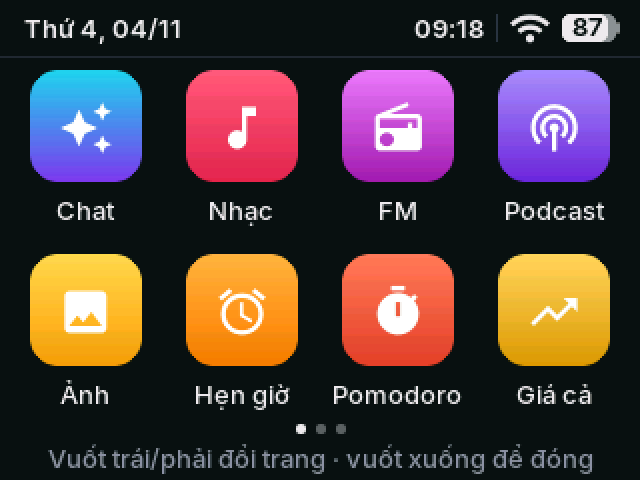 Thứ 4, 04/11 09:18 87
Chat Nhạc FM Podcast
Ảnh Hẹn giờ Pomodoro Giá cả
Vuốt trái/phải đổi trang · vuốt xuống để đóng